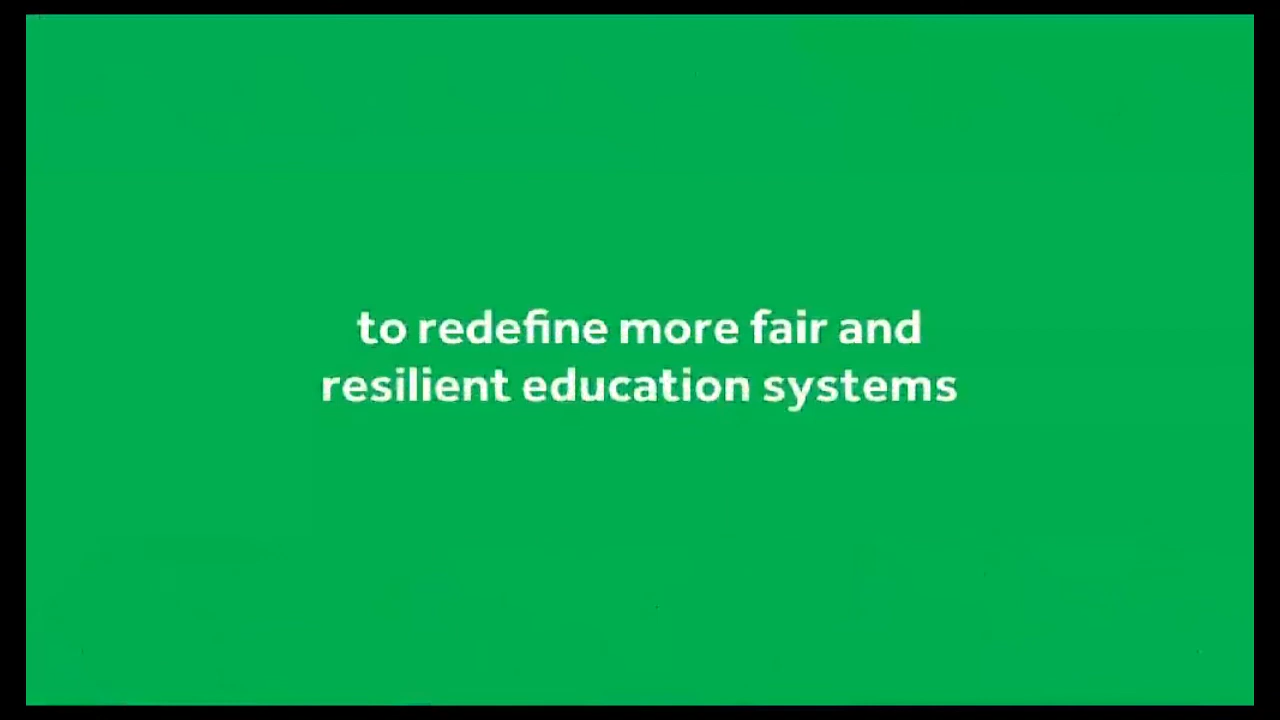 to redefine more fair and
resilient education systems